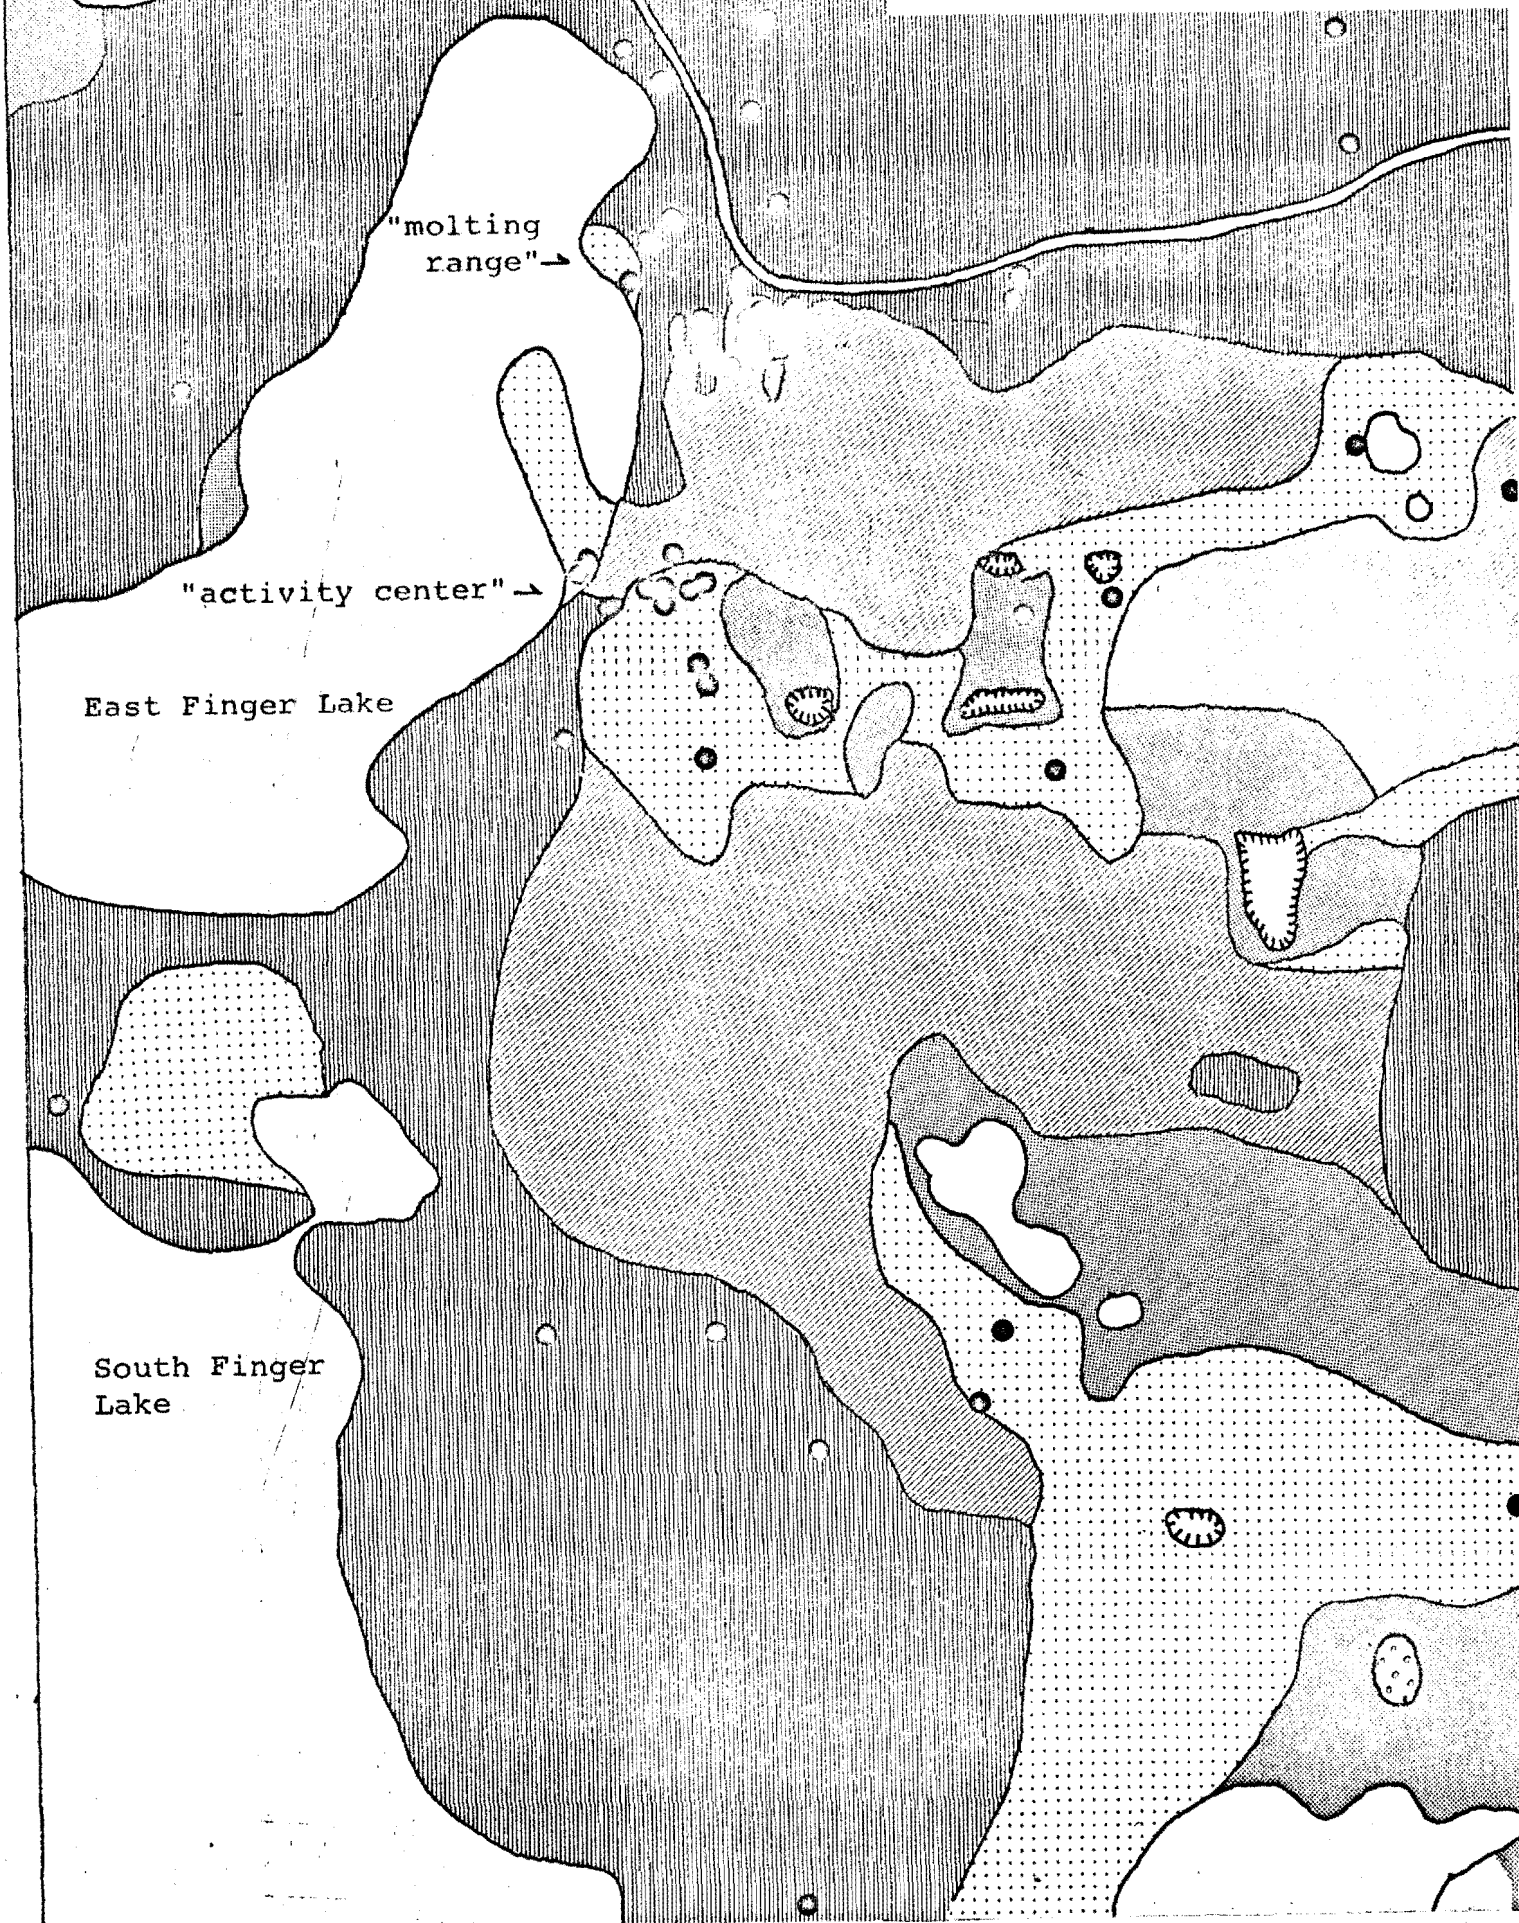 "molting
range"→
"activity center"→
East Finger Lake
South Finger
Lake